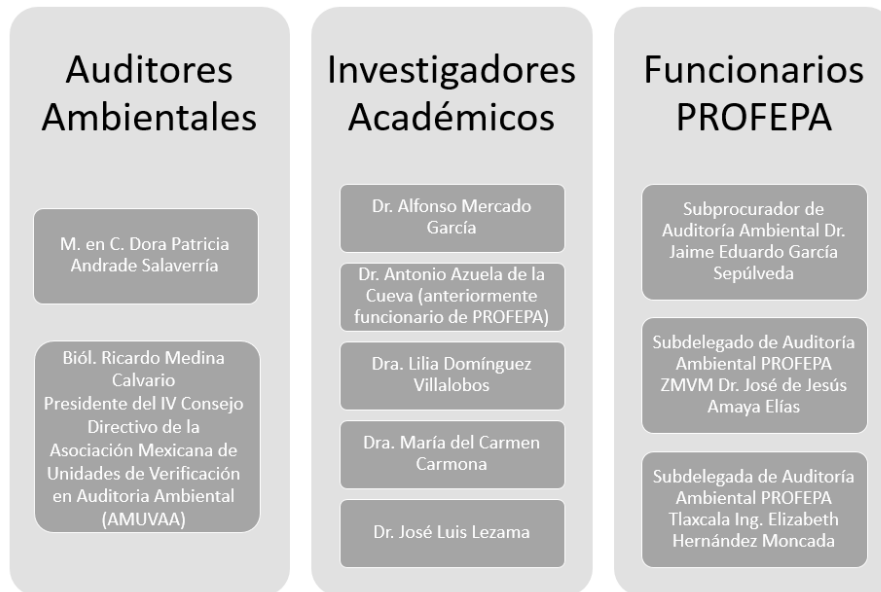 Auditores
Ambientales
M. en C. Dora Patricia
Andrade Salaverría
Biól. Ricardo Medina
Calvario
Presidente del IV Consejo
Directivo de la
Asociación Mexicana de
Unidades de Verificación
en Auditoria Ambiental
(AMUVAA)
Investigadores
Académicos
Dr. Alfonso Mercado
García
Dr. Antonio Azuela de la
Cueva (anteriormente
funcionario de PROFEPA)
Dra. Lilia Domínguez
Villalobos
Dra. María del Carmen
Carmona
Dr. José Luis Lezama
Funcionarios
PROFEPA
Subprocurador de
Auditoría Ambiental Dr.
Jaime Eduardo García
Sepúlveda
Subdelegado de Auditoría
Ambiental PROFEPA
ZMVM Dr. José de Jesús
Amaya Elías
Subdelegada de Auditoría
Ambiental PROFEPA
Tlaxcala Ing. Elizabeth
Hernández Moncada